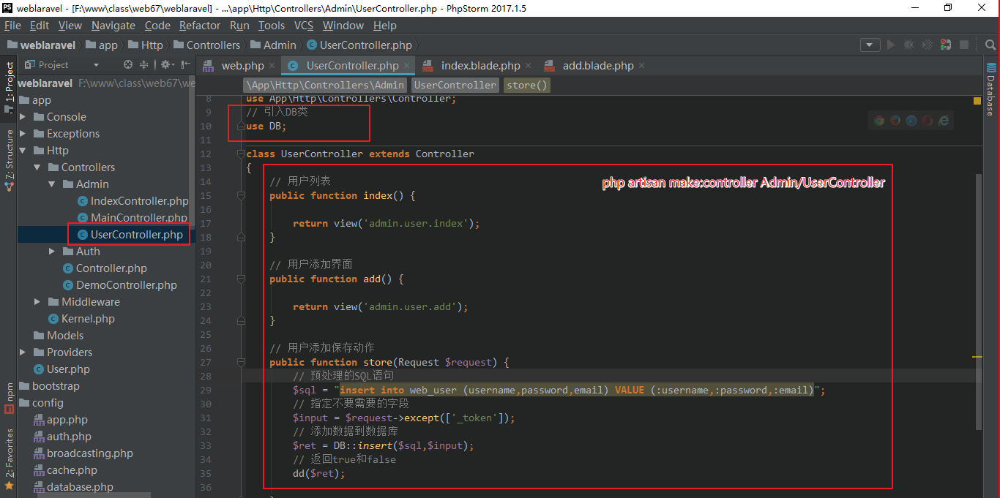 weblaravel - [F:\www\class\web67\weblaravel] - ...\app\Http\Controllers\Admin\UserController.php - PhpStorm 2017.1.5
File Edit View Navigate Code Refactor Run Tools VCS Window Help
weblaravel app Http Controllers Admin UserController.php
Project
web.php UserController.php index.blade.php add.blade.php
\App\Http\Controllers\Admin UserController store()
1: Project
7: Structure
npm
2: Favorites
Database
weblaravel F:\www\class\web67\we
app
Console
Exceptions
Http
Controllers
Admin
IndexController.php
MainController.php
UserController.php
Auth
Controller.php
DemoController.php
Middleware
Kernel.php
Models
Providers
User.php
bootstrap
config
app.php
auth.php
broadcasting.php
cache.php
database.php
8 use App\Http\Controllers\Controller;
9 // 引入DB类
10 use DB;
11
12 class UserController extends Controller
13 {
14 // 用户列表
php artisan make:controller Admin/UserController
15 public function index() {
16
17 return view('admin.user.index');
18 }
19
20 // 用户添加界面
21 public function add() {
22
23 return view('admin.user.add');
24 }
25
26 // 用户添加保存动作
27 public function store(Request $request) {
28 // 预处理的SQL语句
29 $sql = "insert into web_user (username,password,email) VALUE (:username,:password,:email)";
30 // 指定不要需要的字段
31 $input = $request->except(['_token']);
32 // 添加数据到数据库
33 $ret = DB::insert($sql,$input);
34 // 返回true和false
35 dd($ret);
36